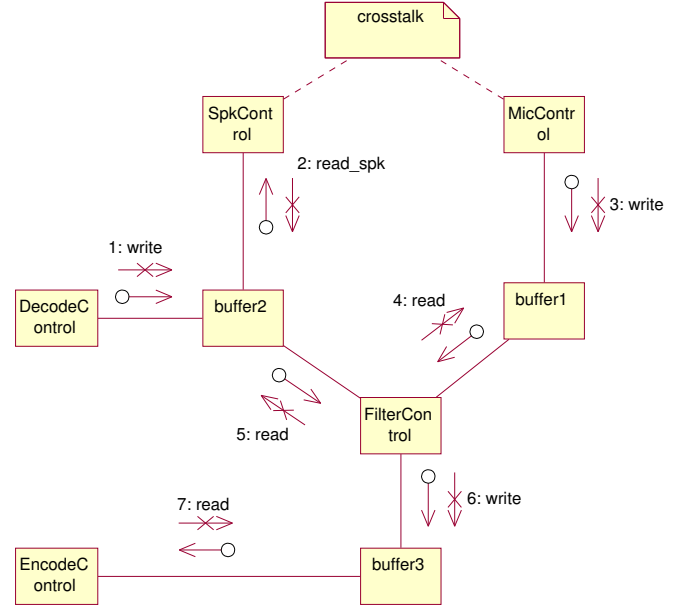 crosstalk
SpkCont
rol
MicContr
ol
2: read_spk
3: write
1: write
DecodeC
ontrol
buffer2
4: read
buffer1
5: read
FilterCon
trol
7: read
6: write
EncodeC
ontrol
buffer3